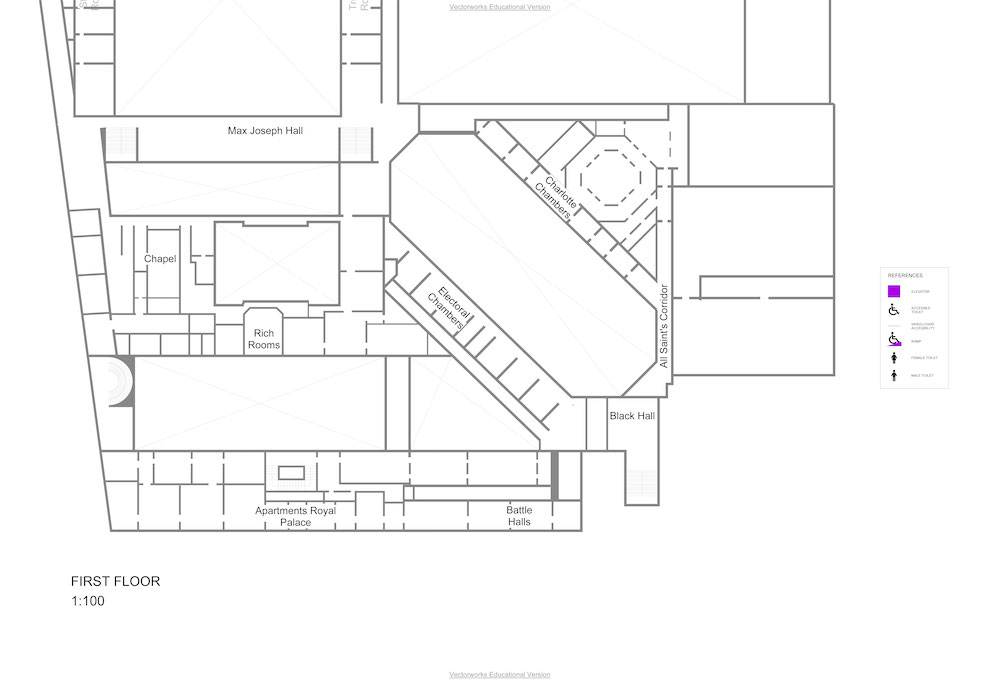 Vectorworks Educational Version
Max Joseph Hall
Charlotte
Chambers
Chapel
Electoral
Chambers
Rich
Rooms
All Saint's Corridor
Black Hall
Apartments Royal
Palace
Battle
Halls
REFERENCES
ELEVATOR
TOILET
WHEELCHAIR
ACCESIBILITY
RAMP
FEMALE TOILET
MALE TOILET
FIRST FLOOR
1:100
Vectorworks Educational Version